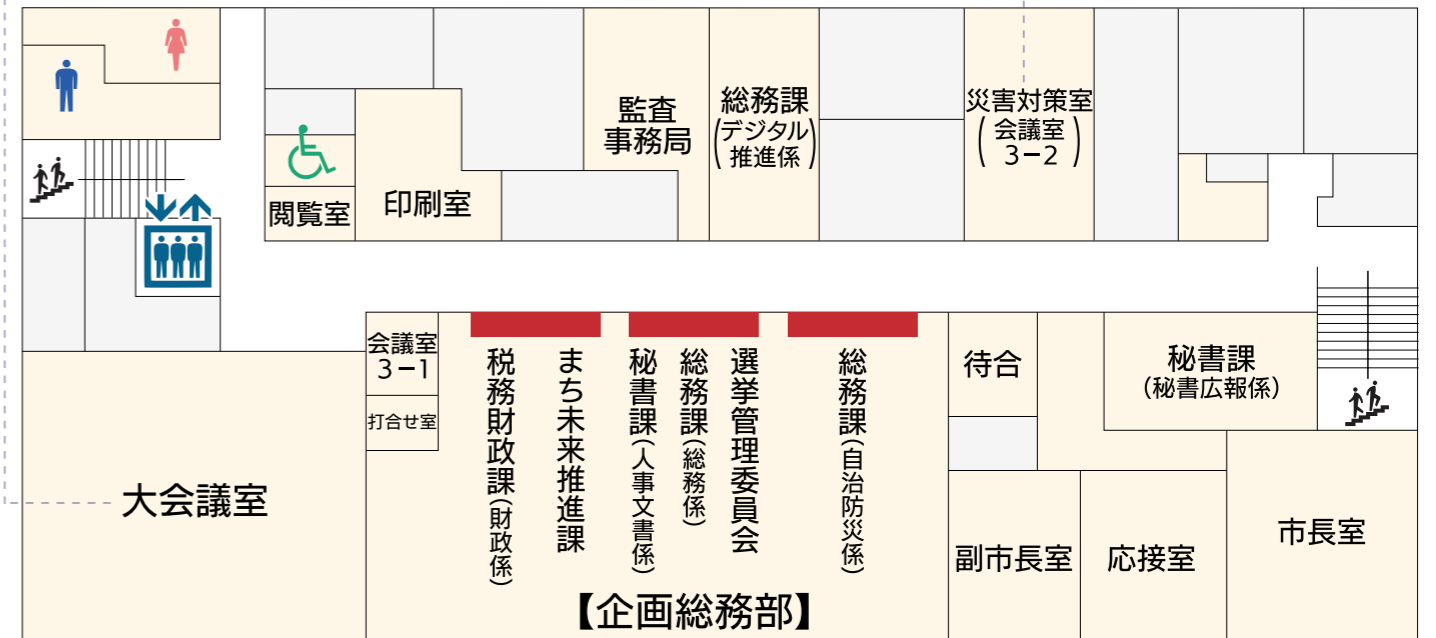 監査
事務局
総務課
(デジタル
推進係)
災害対策室
(会議室
3-2)
閲覧室
印刷室
会議室
3-1
打合せ室
税務財政課(財政係)
まち未来推進課
秘書課(人事文書係)
総務課(総務係)
選挙管理委員会
総務課(自治防災係)
待合
秘書課
(秘書広報係)
大会議室
副市長室
応接室
市長室
【企画総務部】